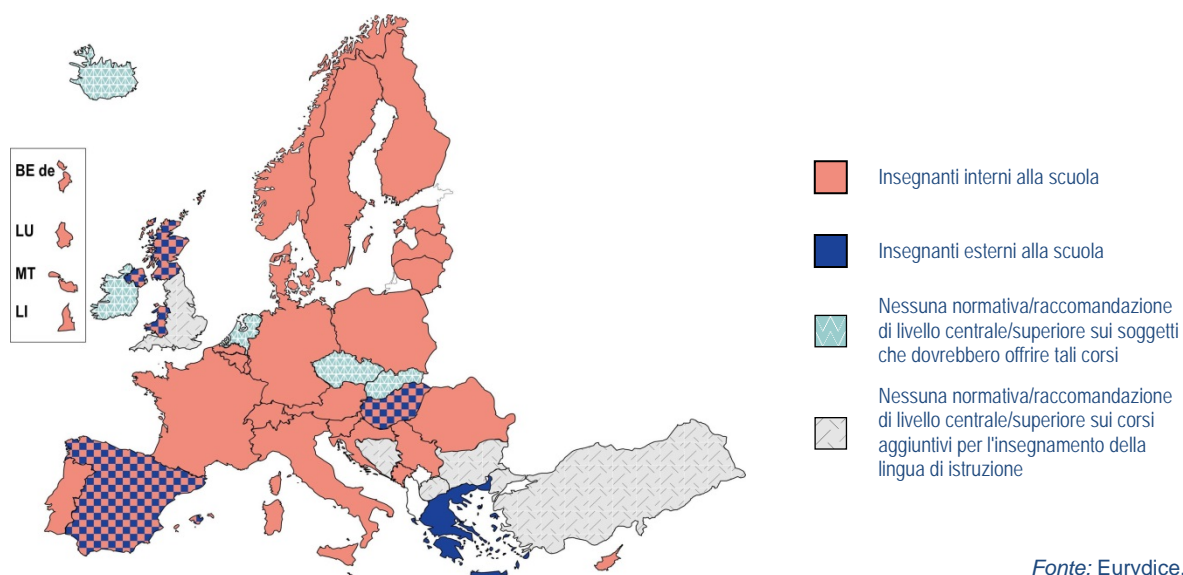 BE de
LU
MT
LI
Insegnanti interni alla scuola
Insegnanti esterni alla scuola
Nessuna normativa/raccomandazione
di livello centrale/superiore sui soggetti
che dovrebbero offrire tali corsi
Nessuna normativa/raccomandazione
di livello centrale/superiore sui corsi
aggiuntivi per l'insegnamento della
lingua di istruzione
Fonte: Eurydice.